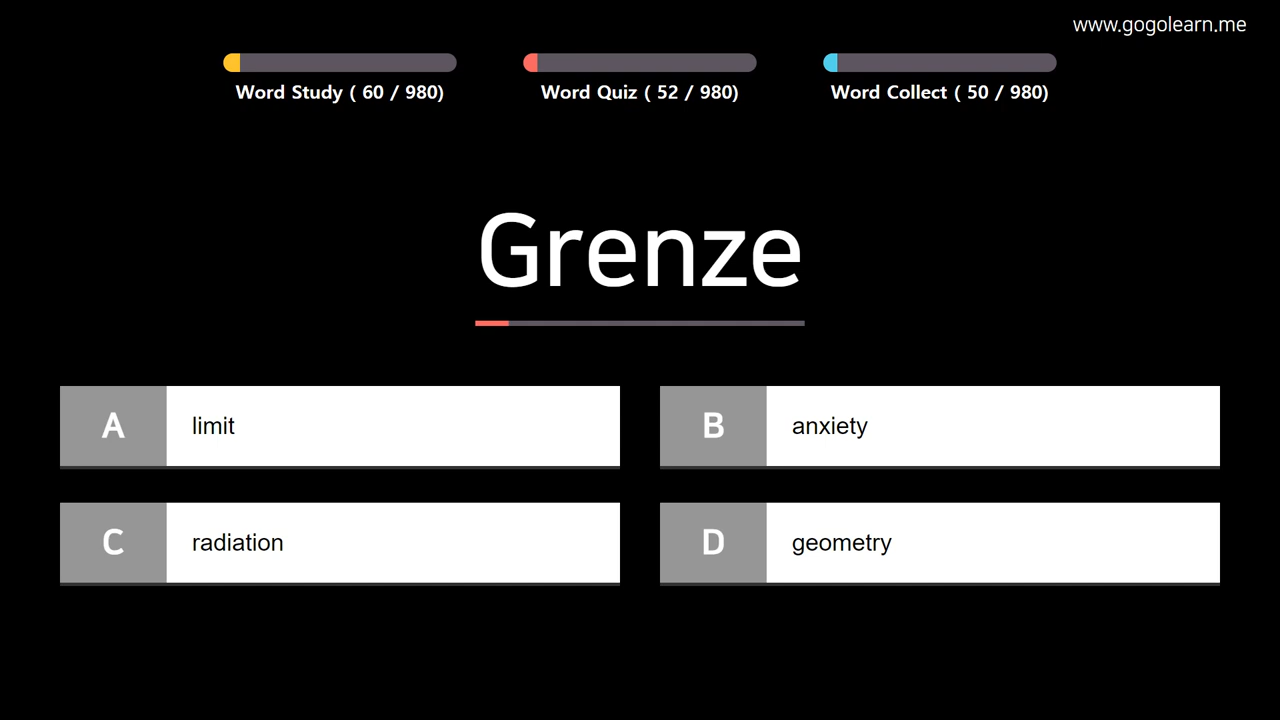 www.gogolearn.me
Word Study ( 60 / 980)
Word Quiz ( 52 / 980)
Word Collect ( 50 / 980)
Grenze
A limit
B anxiety
C radiation
D geometry